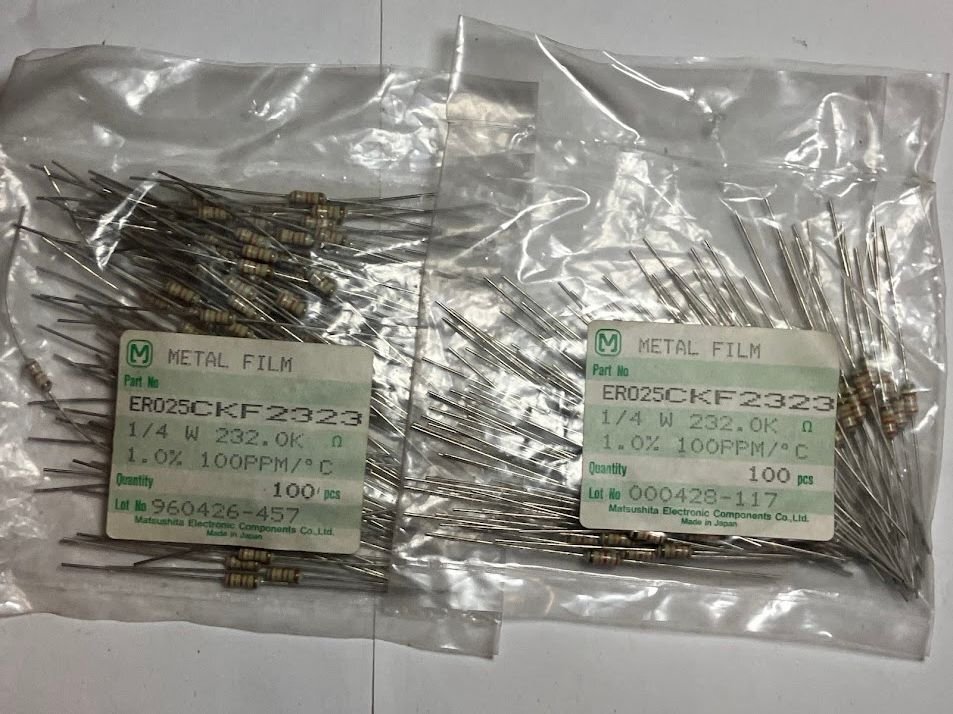 M METAL FILM
Part No
ERO25CKF2323
1/4 W 232.0K Ω
1.0% 100PPM/°C
Quantity 100 pcs
Lot No 960426-457
Matsushita Electronic Components Co.,Ltd.
Made in Japan
M METAL FILM
Part No
ERO25CKF2323
1/4 W 232.0K Ω
1.0% 100PPM/°C
Quantity 100 pcs
Lot No 000428-117
Matsushita Electronic Components Co.,Ltd.
Made in Japan